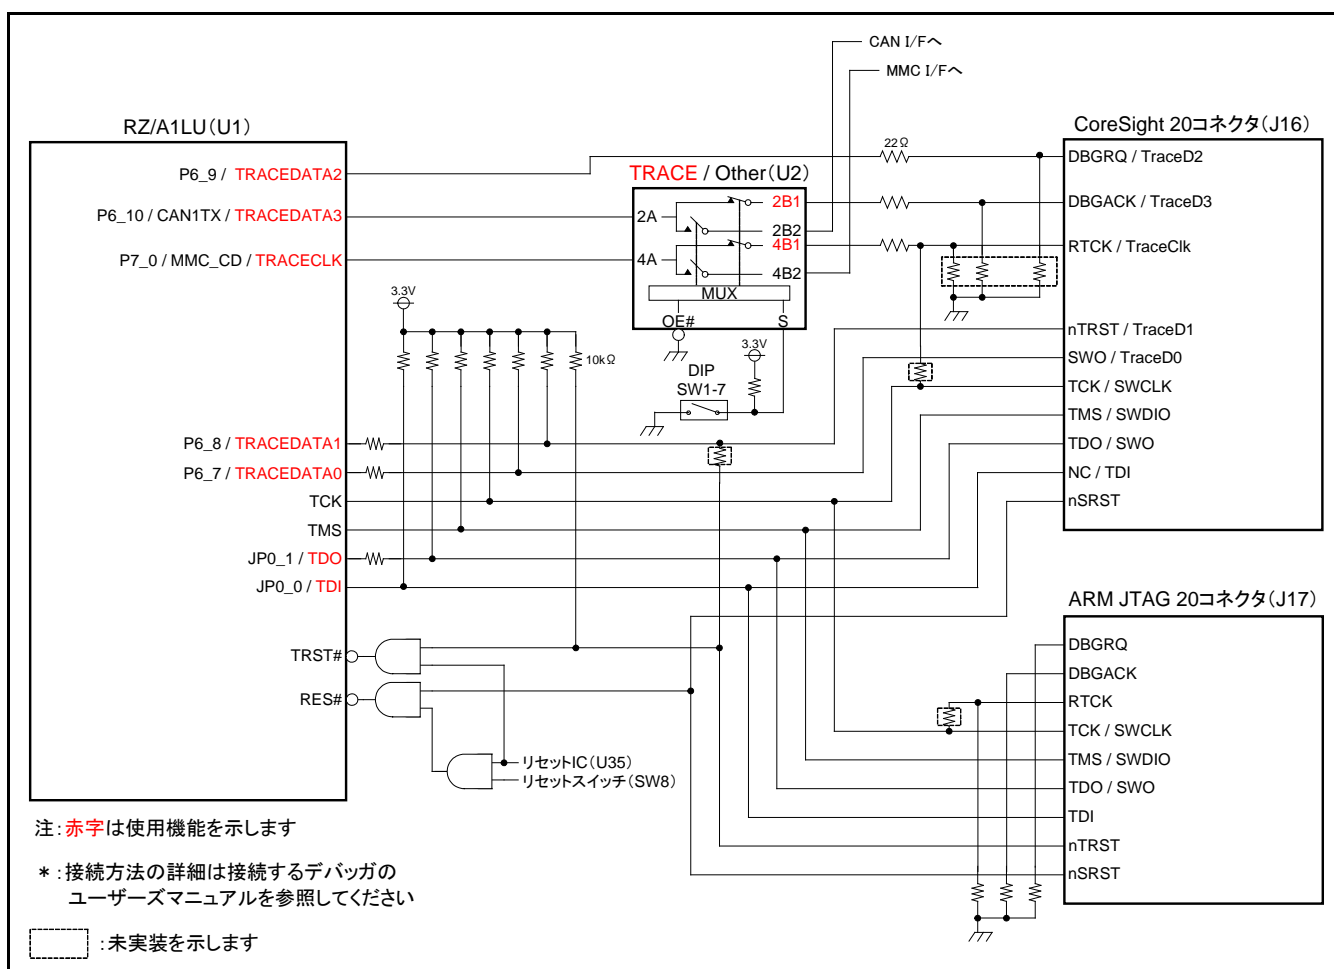 CAN I/Fへ
MMC I/Fへ
RZ/A1LU(U1)
P6_9 / TRACEDATA2
P6_10 / CAN1TX / TRACEDATA3
P7_0 / MMC_CD / TRACECLK
TRACE / Other(U2)
2A
2B1
2B2
4B1
4A
4B2
MUX
OE#
S
22Ω
CoreSight 20コネクタ(J16)
DBGRQ / TraceD2
DBGACK / TraceD3
RTCK / TraceClk
nTRST / TraceD1
SWO / TraceD0
TCK / SWCLK
TMS / SWDIO
TDO / SWO
NC / TDI
nSRST
3.3V
10kΩ
3.3V
DIP
SW1-7
P6_8 / TRACEDATA1
P6_7 / TRACEDATA0
TCK
TMS
JP0_1 / TDO
JP0_0 / TDI
TRST#
RES#
リセットIC(U35)
リセットスイッチ(SW8)
ARM JTAG 20コネクタ(J17)
DBGRQ
DBGACK
RTCK
TCK / SWCLK
TMS / SWDIO
TDO / SWO
TDI
nTRST
nSRST
注:赤字は使用機能を示します
* :接続方法の詳細は接続するデバッガの
ユーザーズマニュアルを参照してください
:未実装を示します